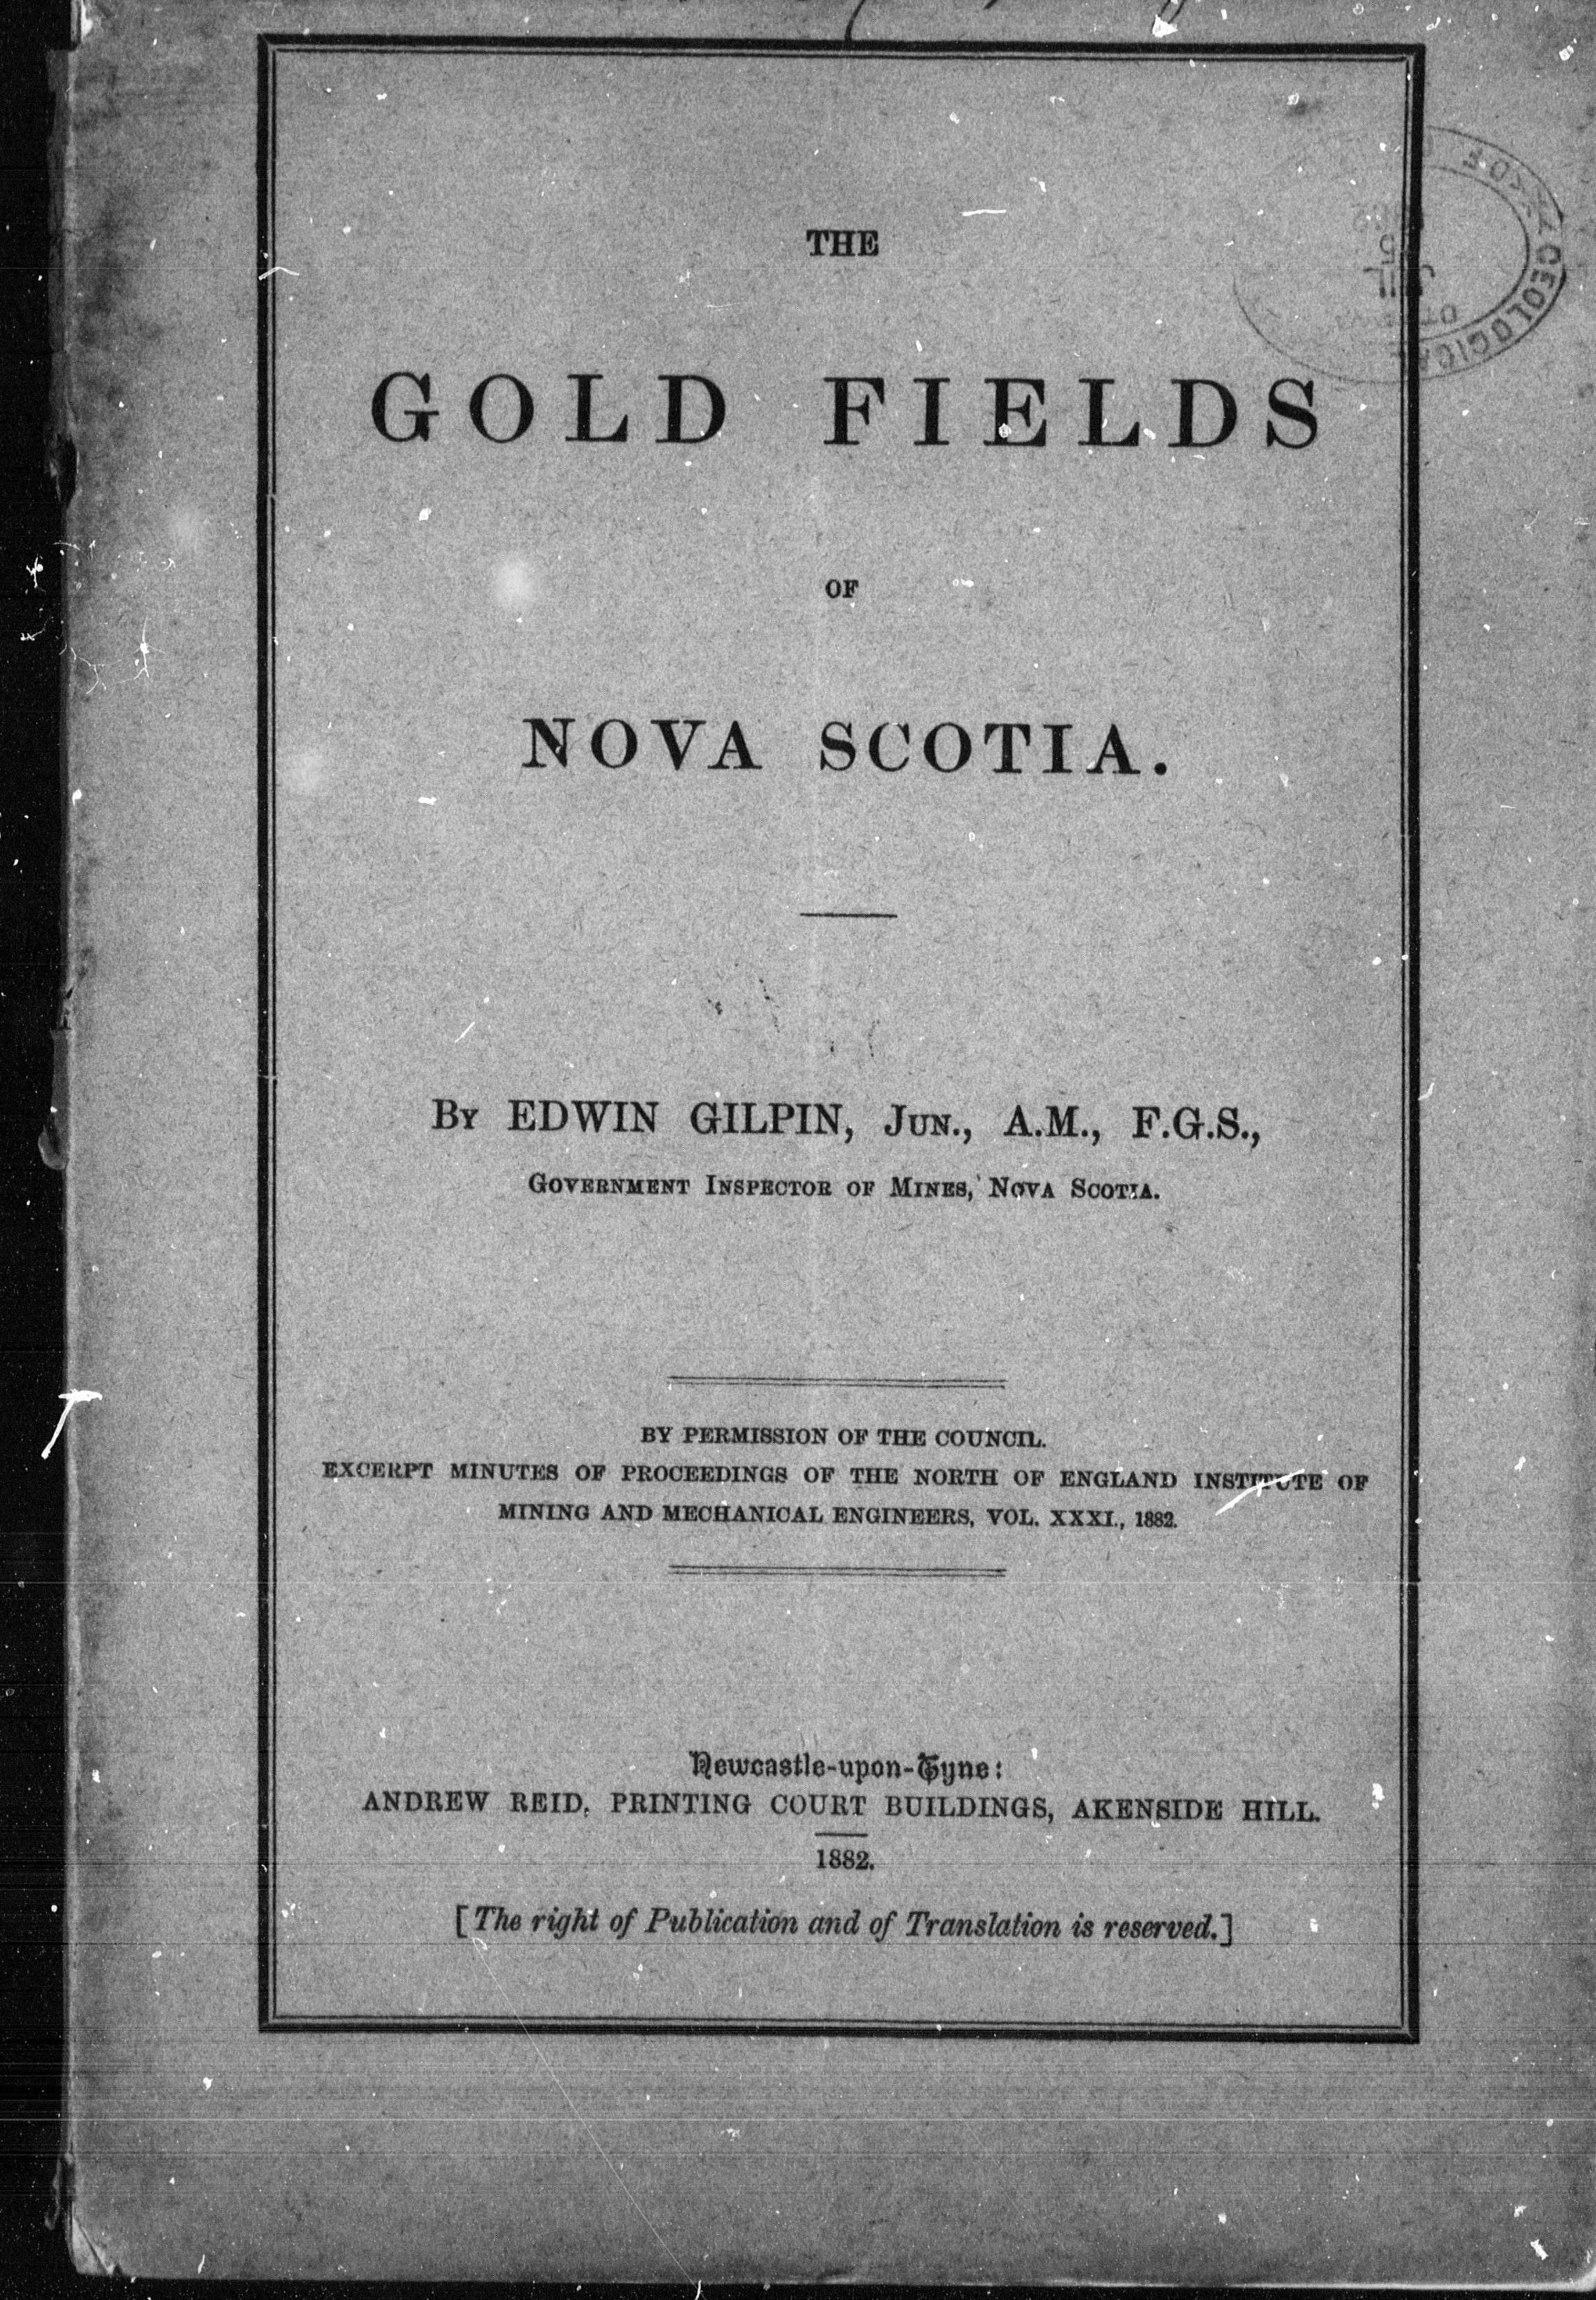 THE
GOLD FIELDS
OF
NOVA SCOTIA.
BY EDWIN GILPIN, JUN., A.M., F.G.S.,
GOVERNMENT INSPECTOR OF MINES, NOVA SCOTIA.
BY PERMISSION OF THE COUNCIL.
EXCERPT MINUTES OF PROCEEDINGS OF THE NORTH OF ENGLAND INSTITUTE OF
MINING AND MECHANICAL ENGINEERS, VOL. XXXI., 1882.
Newcastle-upon-Tyne:
ANDREW REID, PRINTING COURT BUILDINGS, AKENSIDE HILL.
1882.
[The right of Publication and of Translation is reserved.]
GEOLOGICAL
JUL